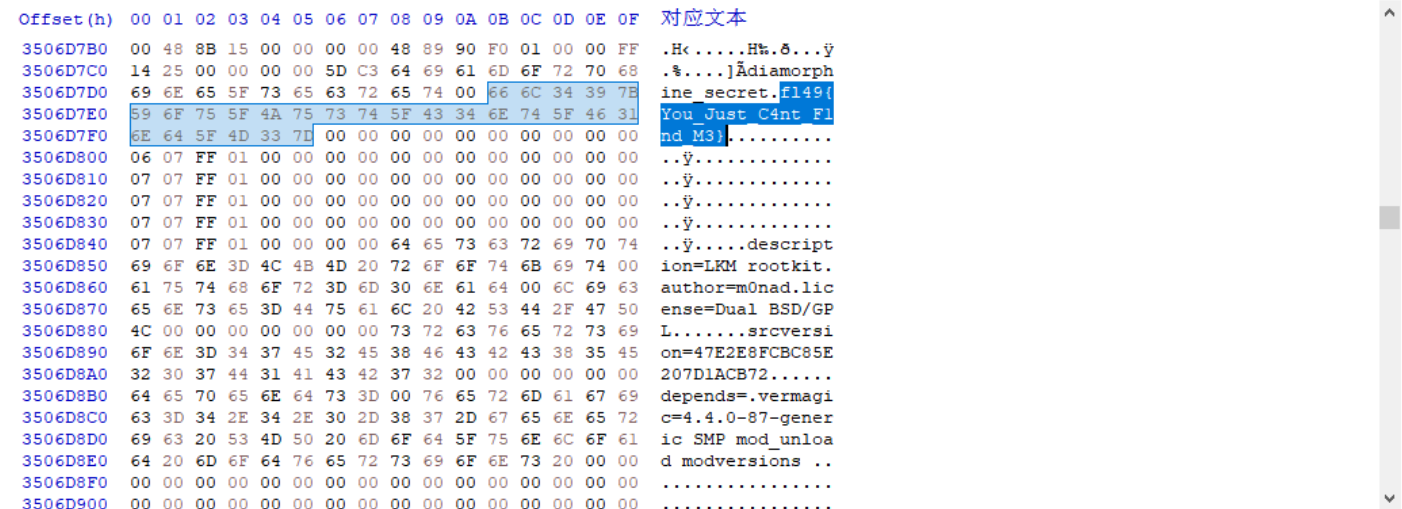 Offset(h) 00 01 02 03 04 05 06 07 08 09 0A 0B 0C 0D 0E 0F 对应文本
3506D7B0 00 48 8B 15 00 00 00 00 48 89 90 F0 01 00 00 FF .H‹.....H‰.ð...ÿ
3506D7C0 14 25 00 00 00 00 5D C3 64 69 61 6D 6F 72 70 68 .%....]Ãdiamorph
3506D7D0 69 6E 65 5F 73 65 63 72 65 74 00 66 6C 34 39 7B ine_secret.fl49{
3506D7E0 59 6F 75 5F 4A 75 73 74 5F 43 34 6E 74 5F 46 31 You_Just_C4nt_F1
3506D7F0 6E 64 5F 4D 33 7D 00 00 00 00 00 00 00 00 00 00 nd_M3}..........
3506D800 06 07 FF 01 00 00 00 00 00 00 00 00 00 00 00 00 ..ÿ.............
3506D810 07 07 FF 01 00 00 00 00 00 00 00 00 00 00 00 00 ..ÿ.............
3506D820 07 07 FF 01 00 00 00 00 00 00 00 00 00 00 00 00 ..ÿ.............
3506D830 07 07 FF 01 00 00 00 00 00 00 00 00 00 00 00 00 ..ÿ.............
3506D840 07 07 FF 01 00 00 00 00 64 65 73 63 72 69 70 74 ..ÿ.....descript
3506D850 69 6F 6E 3D 4C 4B 4D 20 72 6F 6F 74 6B 69 74 00 ion=LKM rootkit.
3506D860 61 75 74 68 6F 72 3D 6D 30 6E 61 64 00 6C 69 63 author=m0nad.lic
3506D870 65 6E 73 65 3D 44 75 61 6C 20 42 53 44 2F 47 50 ense=Dual BSD/GP
3506D880 4C 00 00 00 00 00 00 00 73 72 63 76 65 72 73 69 L.......srcversi
3506D890 6F 6E 3D 34 37 45 32 45 38 46 43 42 43 38 35 45 on=47E2E8FCBC85E
3506D8A0 32 30 37 44 31 41 43 42 37 32 00 00 00 00 00 00 207D1ACB72......
3506D8B0 64 65 70 65 6E 64 73 3D 00 76 65 72 6D 61 67 69 depends=.vermagi
3506D8C0 63 3D 34 2E 34 2E 30 2D 38 37 2D 67 65 6E 65 72 c=4.4.0-87-gener
3506D8D0 69 63 20 53 4D 50 20 6D 6F 64 5F 75 6E 6C 6F 61 ic SMP mod_unloa
3506D8E0 64 20 6D 6F 64 76 65 72 73 69 6F 6E 73 20 00 00 d modversions ..
3506D8F0 00 00 00 00 00 00 00 00 00 00 00 00 00 00 00 00 ................
3506D900 00 00 00 00 00 00 00 00 00 00 00 00 00 00 00 00 ................